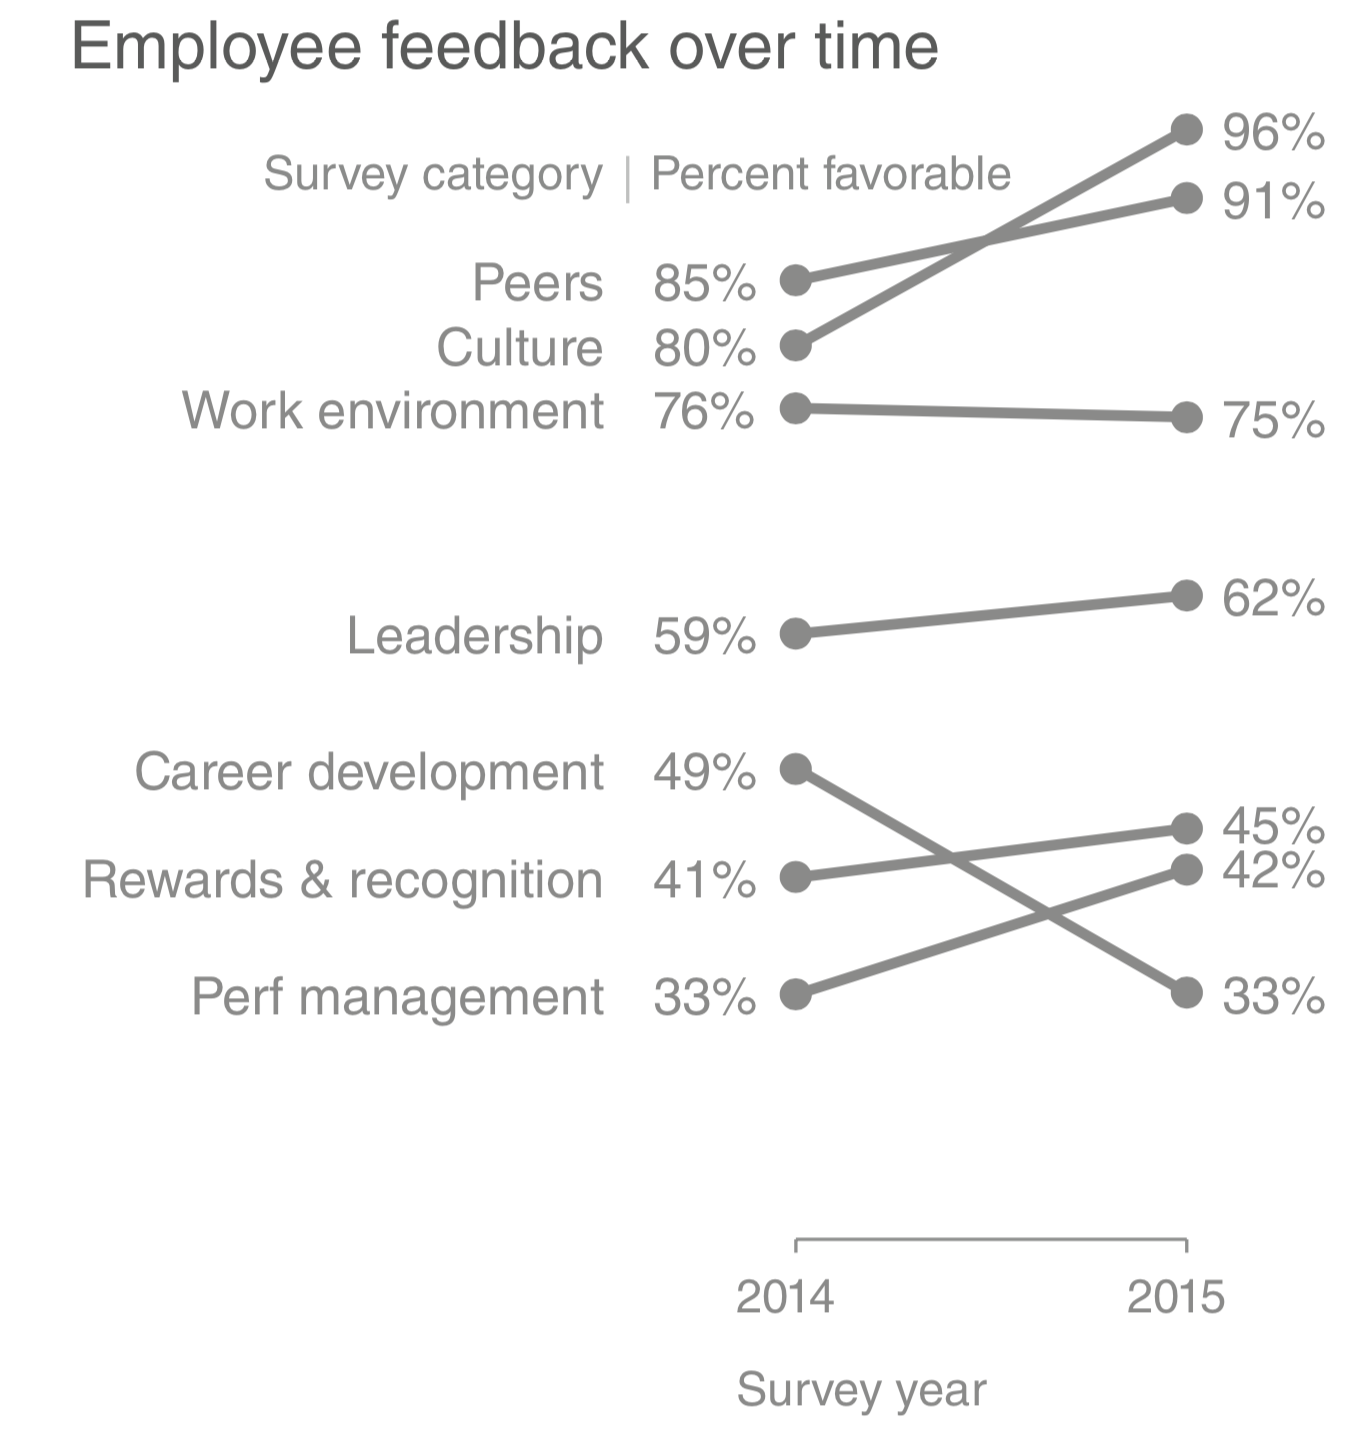 Employee feedback over time
96%
Survey category | Percent favorable
91%
Peers 85%
Culture 80%
Work environment 76%
75%
62%
Leadership 59%
Career development 49%
45%
42%
Rewards & recognition 41%
Perf management 33%
33%
2014 2015
Survey year